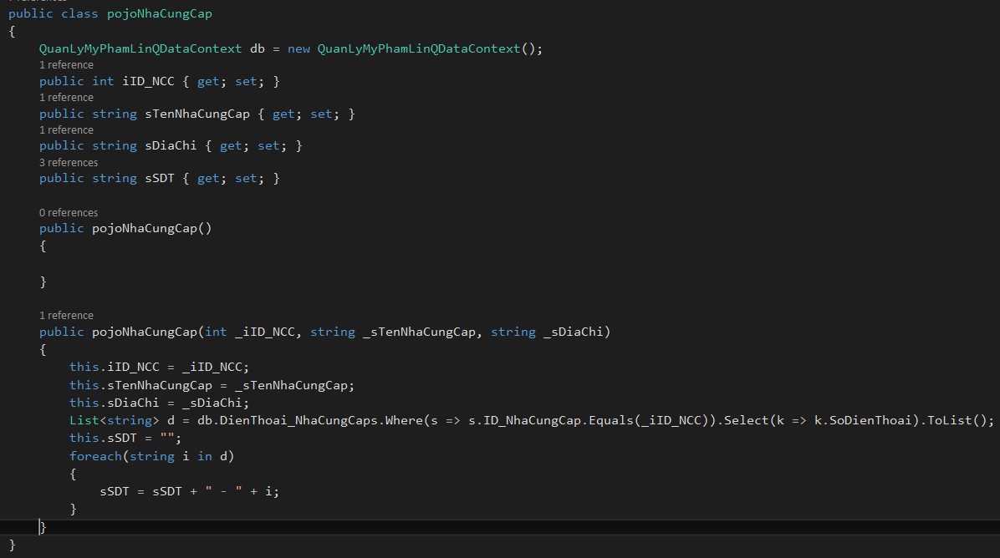 public class pojoNhaCungCap
{
QuanLyMyPhamLinQDataContext db = new QuanLyMyPhamLinQDataContext();
1 reference
public int iID_NCC { get; set; }
1 reference
public string sTenNhaCungCap { get; set; }
1 reference
public string sDiaChi { get; set; }
3 references
public string sSDT { get; set; }
0 references
public pojoNhaCungCap()
{
}
1 reference
public pojoNhaCungCap(int _iID_NCC, string _sTenNhaCungCap, string _sDiaChi)
{
this.iID_NCC = _iID_NCC;
this.sTenNhaCungCap = _sTenNhaCungCap;
this.sDiaChi = _sDiaChi;
List<string> d = db.DienThoai_NhaCungCaps.Where(s => s.ID_NhaCungCap.Equals(_iID_NCC)).Select(k => k.SoDienThoai).ToList();
this.sSDT = "";
foreach(string i in d)
{
sSDT = sSDT + " - " + i;
}
}
}